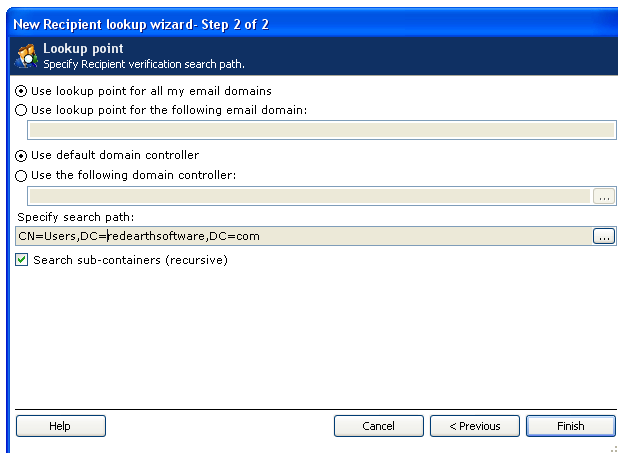 New Recipient lookup wizard- Step 2 of 2
Lookup point
Specify Recipient verification search path.
Use lookup point for all my email domains
Use lookup point for the following email domain:
Use default domain controller
Use the following domain controller:
...
Specify search path:
CN=Users,DC=redearthsoftware,DC=com
...
Search sub-containers (recursive)
Help
Cancel
< Previous
Finish